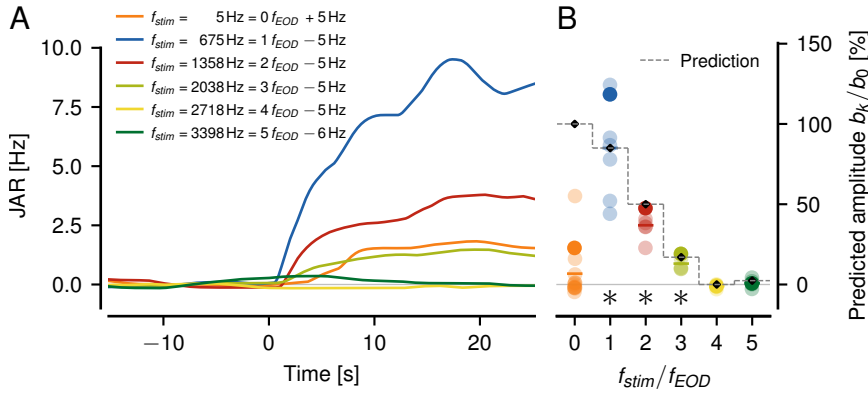 A
f_stim = 5 Hz = 0 f_EOD + 5 Hz
f_stim = 675 Hz = 1 f_EOD − 5 Hz
f_stim = 1358 Hz = 2 f_EOD − 5 Hz
f_stim = 2038 Hz = 3 f_EOD − 5 Hz
f_stim = 2718 Hz = 4 f_EOD − 5 Hz
f_stim = 3398 Hz = 5 f_EOD − 6 Hz
10.0
7.5
5.0
2.5
0.0
JAR [Hz]
−10 0 10 20
Time [s]
B
Prediction
150
100
50
0
Predicted amplitude b_k/b_0 [%]
* * *
0 1 2 3 4 5
f_stim/f_EOD